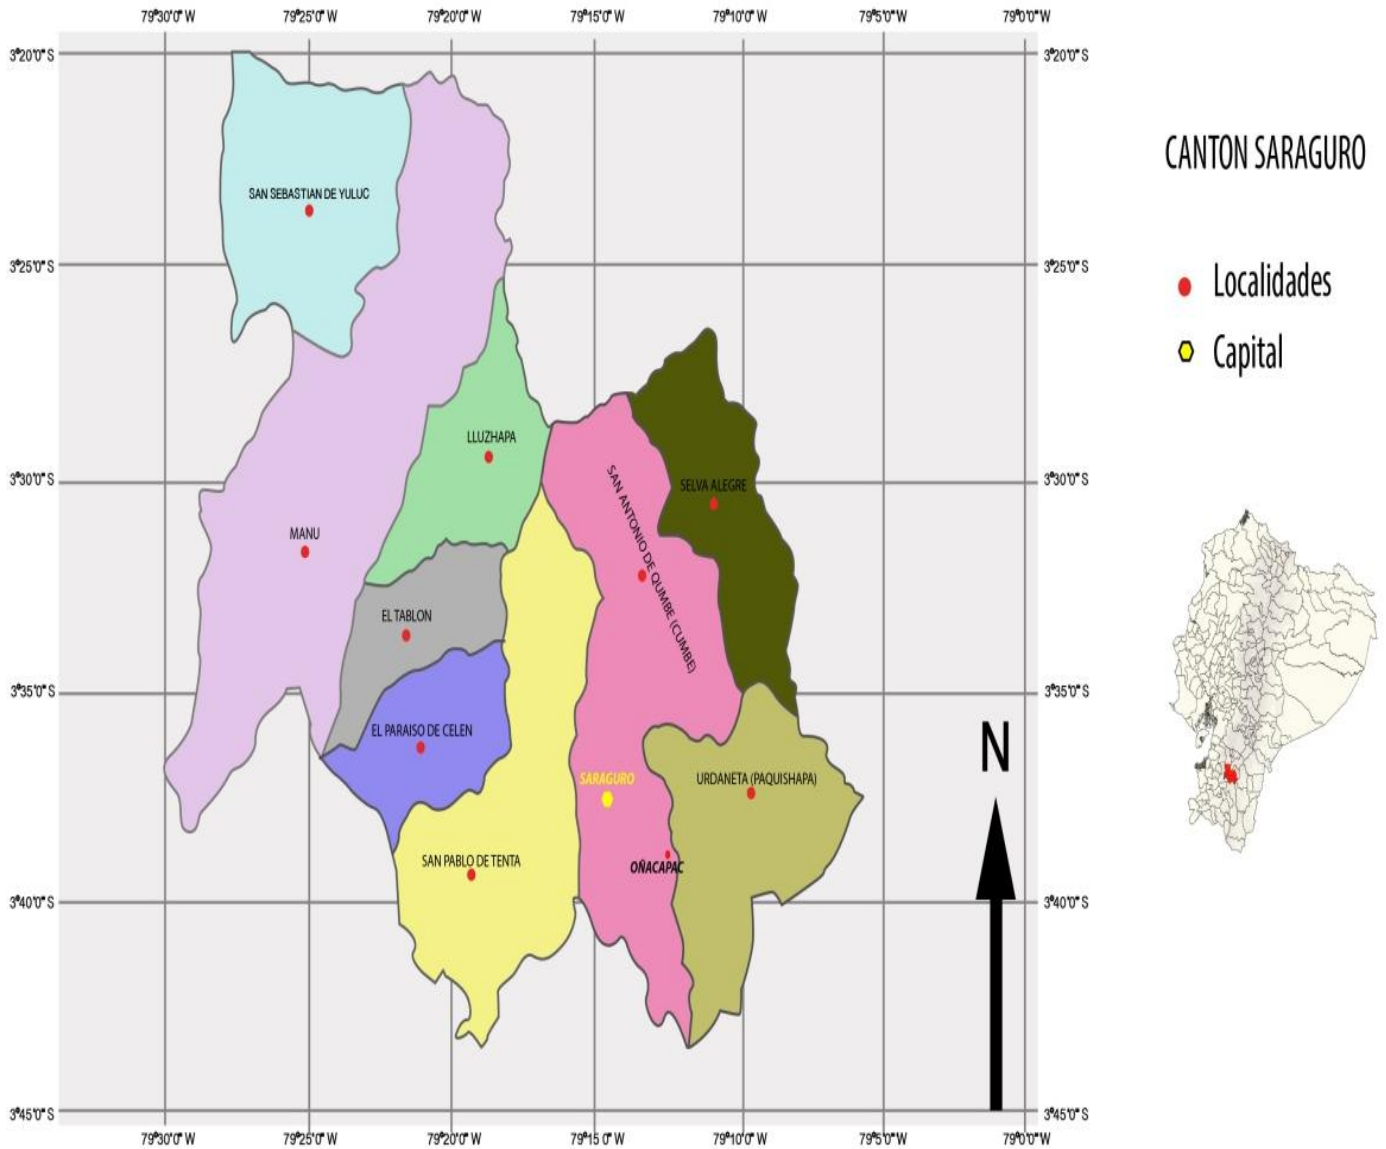 79°30'0"W 79°25'0"W 79°20'0"W 79°15'0"W 79°10'0"W 79°5'0"W 79°0'0"W
3°20'0"S 3°20'0"S
CANTON SARAGURO
SAN SEBASTIAN DE YULUC
3°25'0"S 3°25'0"S
Localidades
Capital
LLUZHAPA
3°30'0"S 3°30'0"S
SELVA ALEGRE
SAN ANTONIO DE QUMBE (CUMBE)
MANU
EL TABLON
3°35'0"S 3°35'0"S
EL PARAISO DE CELEN
N
SARAGURO
URDANETA (PAQUISHAPA)
SAN PABLO DE TENTA
OÑACAPAC
3°40'0"S 3°40'0"S
3°45'0"S 3°45'0"S
79°30'0"W 79°25'0"W 79°20'0"W 79°15'0"W 79°10'0"W 79°5'0"W 79°0'0"W